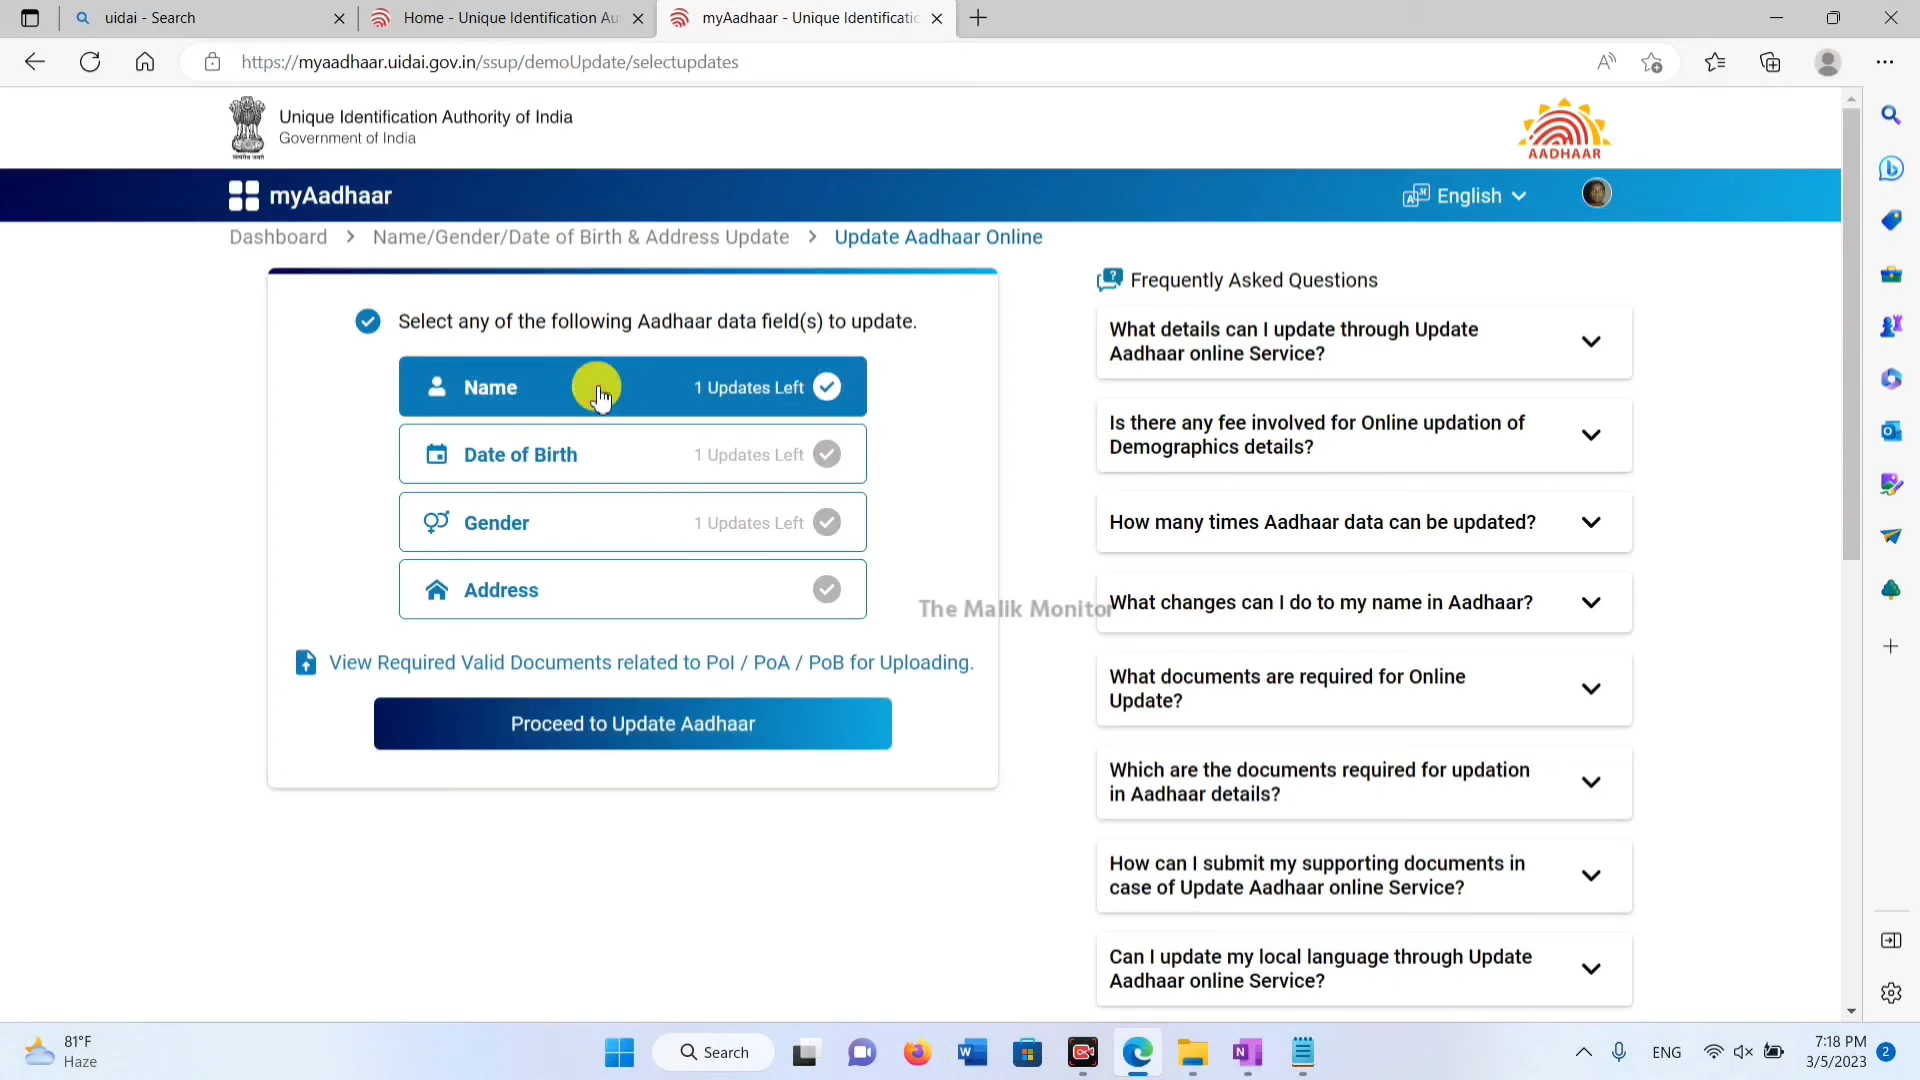 uidai - Search
Home - Unique Identification Au
myAadhaar - Unique Identificatic
https://myaadhaar.uidai.gov.in/ssup/demoUpdate/selectupdates
Unique Identification Authority of India
Government of India
AADHAAR
myAadhaar
English
Dashboard > Name/Gender/Date of Birth & Address Update > Update Aadhaar Online
Select any of the following Aadhaar data field(s) to update.
Name 1 Updates Left
Date of Birth 1 Updates Left
Gender 1 Updates Left
Address
View Required Valid Documents related to PoI / PoA / PoB for Uploading.
Proceed to Update Aadhaar
The Malik Monitor
Frequently Asked Questions
What details can I update through Update
Aadhaar online Service?
Is there any fee involved for Online updation of
Demographics details?
How many times Aadhaar data can be updated?
What changes can I do to my name in Aadhaar?
What documents are required for Online
Update?
Which are the documents required for updation
in Aadhaar details?
How can I submit my supporting documents in
case of Update Aadhaar online Service?
Can I update my local language through Update
Aadhaar online Service?
81°F
Haze
Search
ENG
7:18 PM
3/5/2023
2